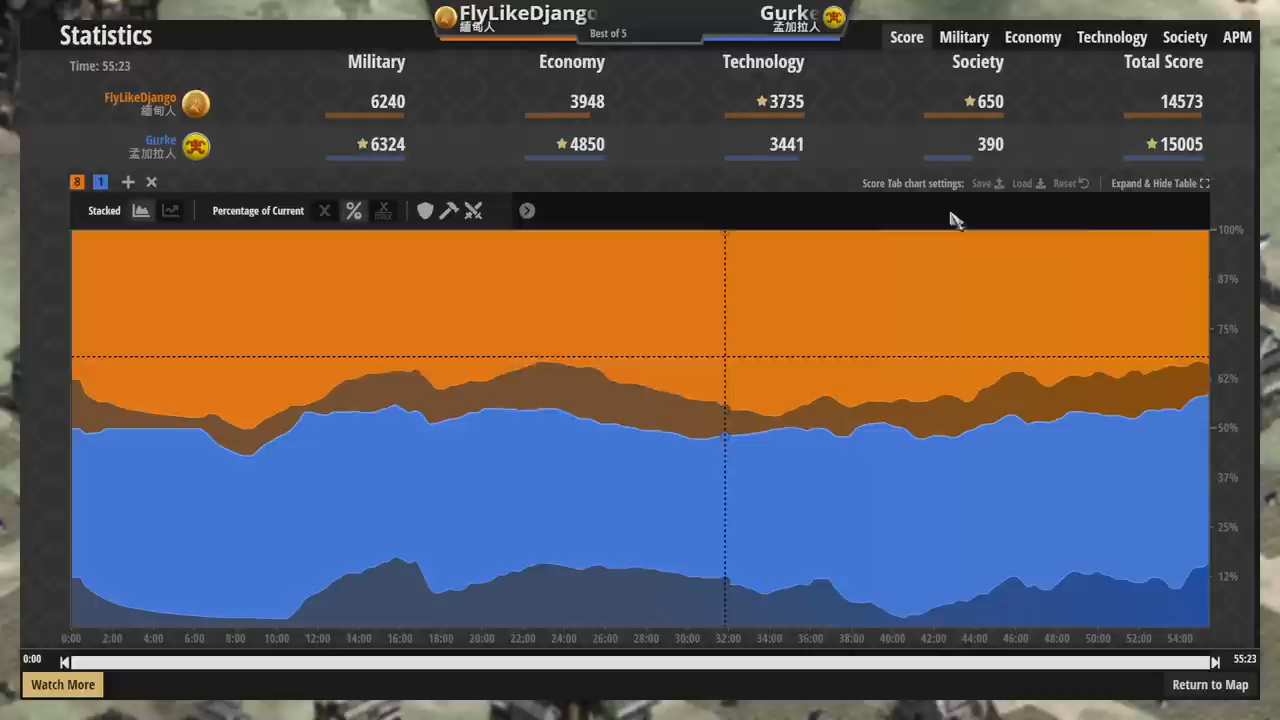 FlyLikeDjango
緬甸人
Best of 5
Gurke
孟加拉人
Statistics
Score Military Economy Technology Society APM
Time: 55:23
Military Economy Technology Society Total Score
FlyLikeDjango
緬甸人
6240 3948 3735 650 14573
Gurke
孟加拉人
6324 4850 3441 390 15005
8 1
Score Tab chart settings: Save Load Reset Expand & Hide Table
Stacked Percentage of Current
100%
87%
75%
62%
50%
37%
25%
12%
0:00 2:00 4:00 6:00 8:00 10:00 12:00 14:00 16:00 18:00 20:00 22:00 24:00 26:00 28:00 30:00 32:00 34:00 36:00 38:00 40:00 42:00 44:00 46:00 48:00 50:00 52:00 54:00
0:00 55:23
Watch More Return to Map